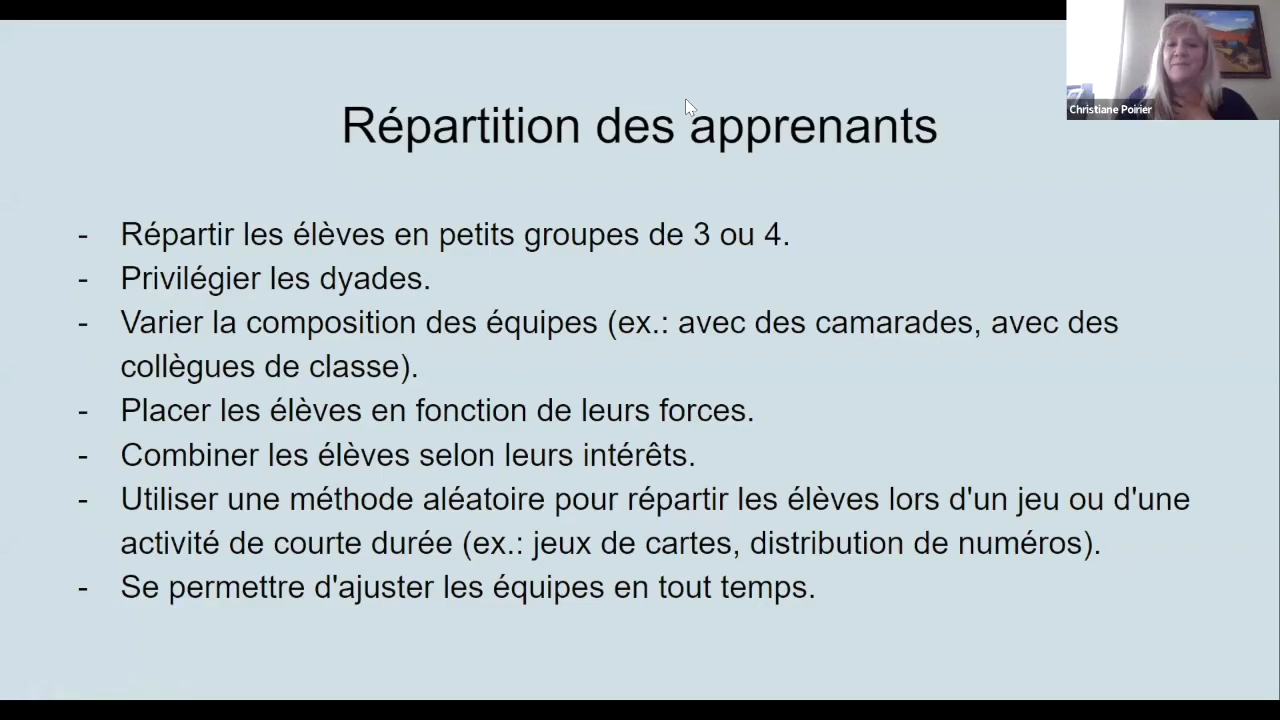 Christiane Poirier
Répartition des apprenants
- Répartir les élèves en petits groupes de 3 ou 4.
- Privilégier les dyades.
- Varier la composition des équipes (ex.: avec des camarades, avec des
collègues de classe).
- Placer les élèves en fonction de leurs forces.
- Combiner les élèves selon leurs intérêts.
- Utiliser une méthode aléatoire pour répartir les élèves lors d'un jeu ou d'une
activité de courte durée (ex.: jeux de cartes, distribution de numéros).
- Se permettre d'ajuster les équipes en tout temps.